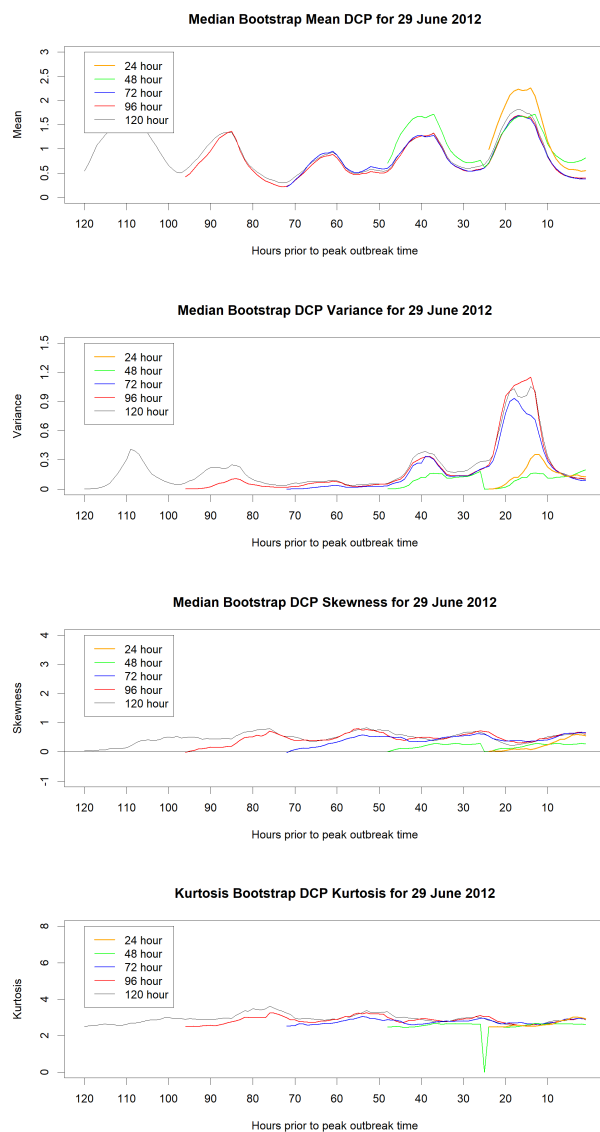 Median Bootstrap Mean DCP for 29 June 2012
24 hour
48 hour
72 hour
96 hour
120 hour
Mean
0 0.5 1 1.5 2 2.5 3
120 110 100 90 80 70 60 50 40 30 20 10
Hours prior to peak outbreak time
Median Bootstrap DCP Variance for 29 June 2012
24 hour
48 hour
72 hour
96 hour
120 hour
Variance
0 0.3 0.6 0.9 1.2 1.5
120 110 100 90 80 70 60 50 40 30 20 10
Hours prior to peak outbreak time
Median Bootstrap DCP Skewness for 29 June 2012
24 hour
48 hour
72 hour
96 hour
120 hour
Skewness
-1 0 1 2 3 4
120 110 100 90 80 70 60 50 40 30 20 10
Hours prior to peak outbreak time
Kurtosis Bootstrap DCP Kurtosis for 29 June 2012
24 hour
48 hour
72 hour
96 hour
120 hour
Kurtosis
0 2 4 6 8
120 110 100 90 80 70 60 50 40 30 20 10
Hours prior to peak outbreak time